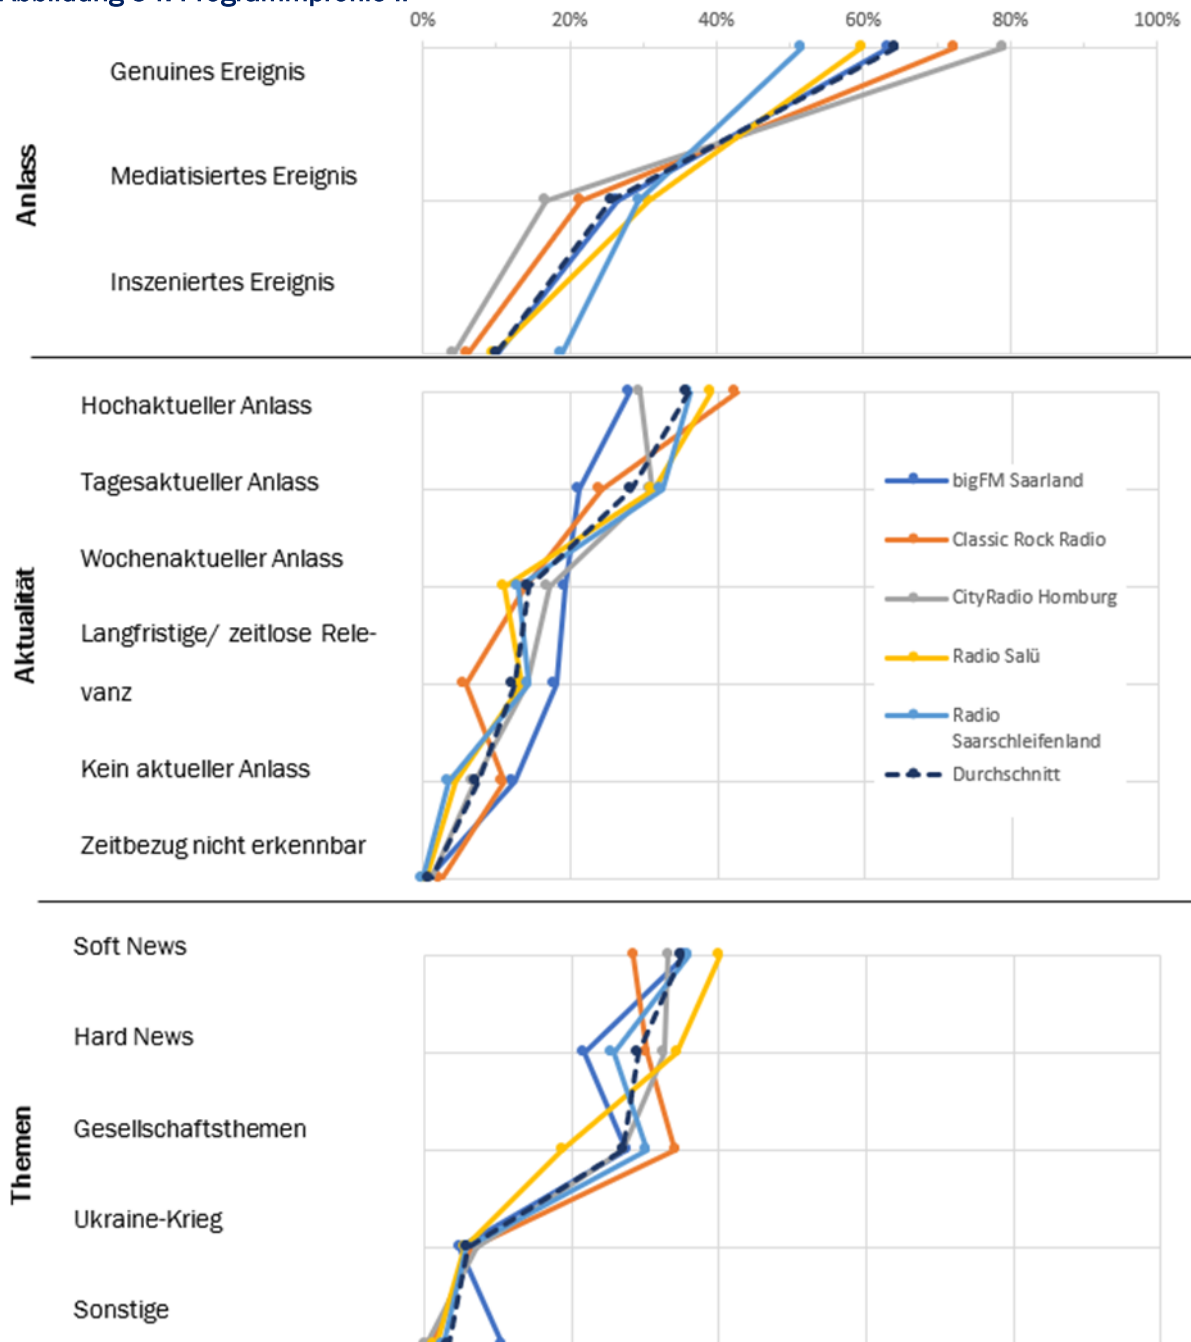 0% 20% 40% 60% 80% 100%
Anlass
Genuines Ereignis
Mediatisiertes Ereignis
Inszeniertes Ereignis
Aktualität
Hochaktueller Anlass
Tagesaktueller Anlass
Wochenaktueller Anlass
Langfristige/ zeitlose Rele-
vanz
Kein aktueller Anlass
Zeitbezug nicht erkennbar
bigFM Saarland
Classic Rock Radio
CityRadio Homburg
Radio Salü
Radio
Saarschleifenland
Durchschnitt
Themen
Soft News
Hard News
Gesellschaftsthemen
Ukraine-Krieg
Sonstige